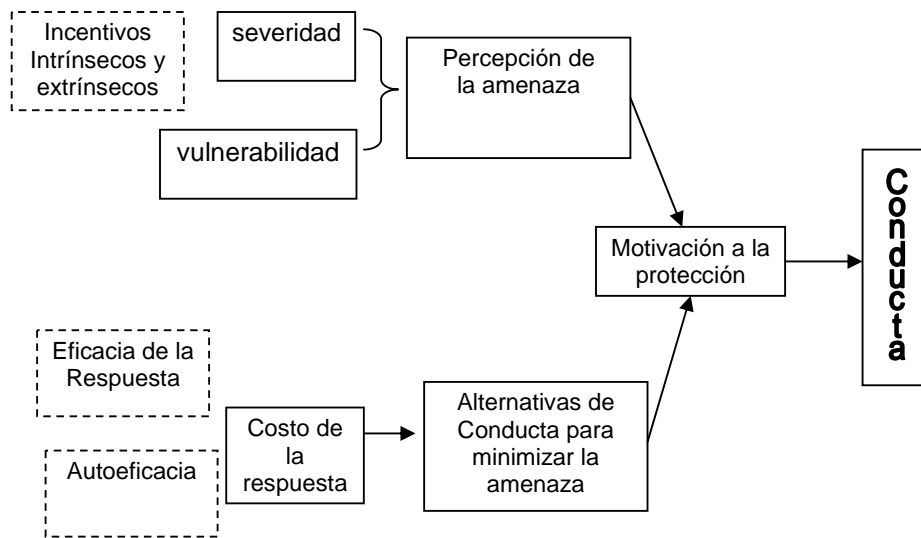 Incentivos
Intrínsecos y
extrínsecos
severidad
vulnerabilidad
Percepción de
la amenaza
Motivación a la
protección
Conducta
Eficacia de la
Respuesta
Autoeficacia
Costo de
la
respuesta
Alternativas de
Conducta para
minimizar la
amenaza